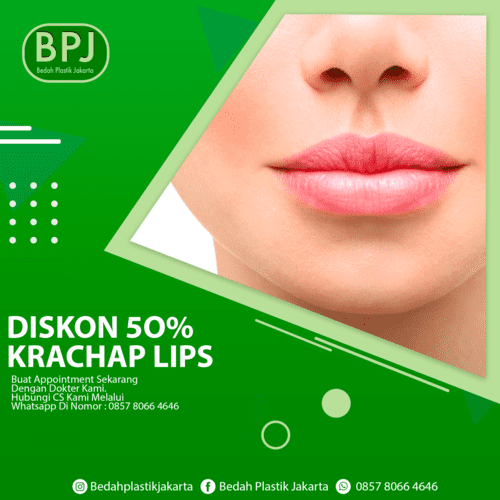 BPJ
Bedah Plastik Jakarta
DISKON 50%
KRACHAP LIPS
Buat Appointment Sekarang
Dengan Dokter Kami.
Hubungi CS Kami Melalui
Whatsapp Di Nomor : 0857 8066 4646
Bedahplastikjakarta Bedah Plastik Jakarta 0857 8066 4646